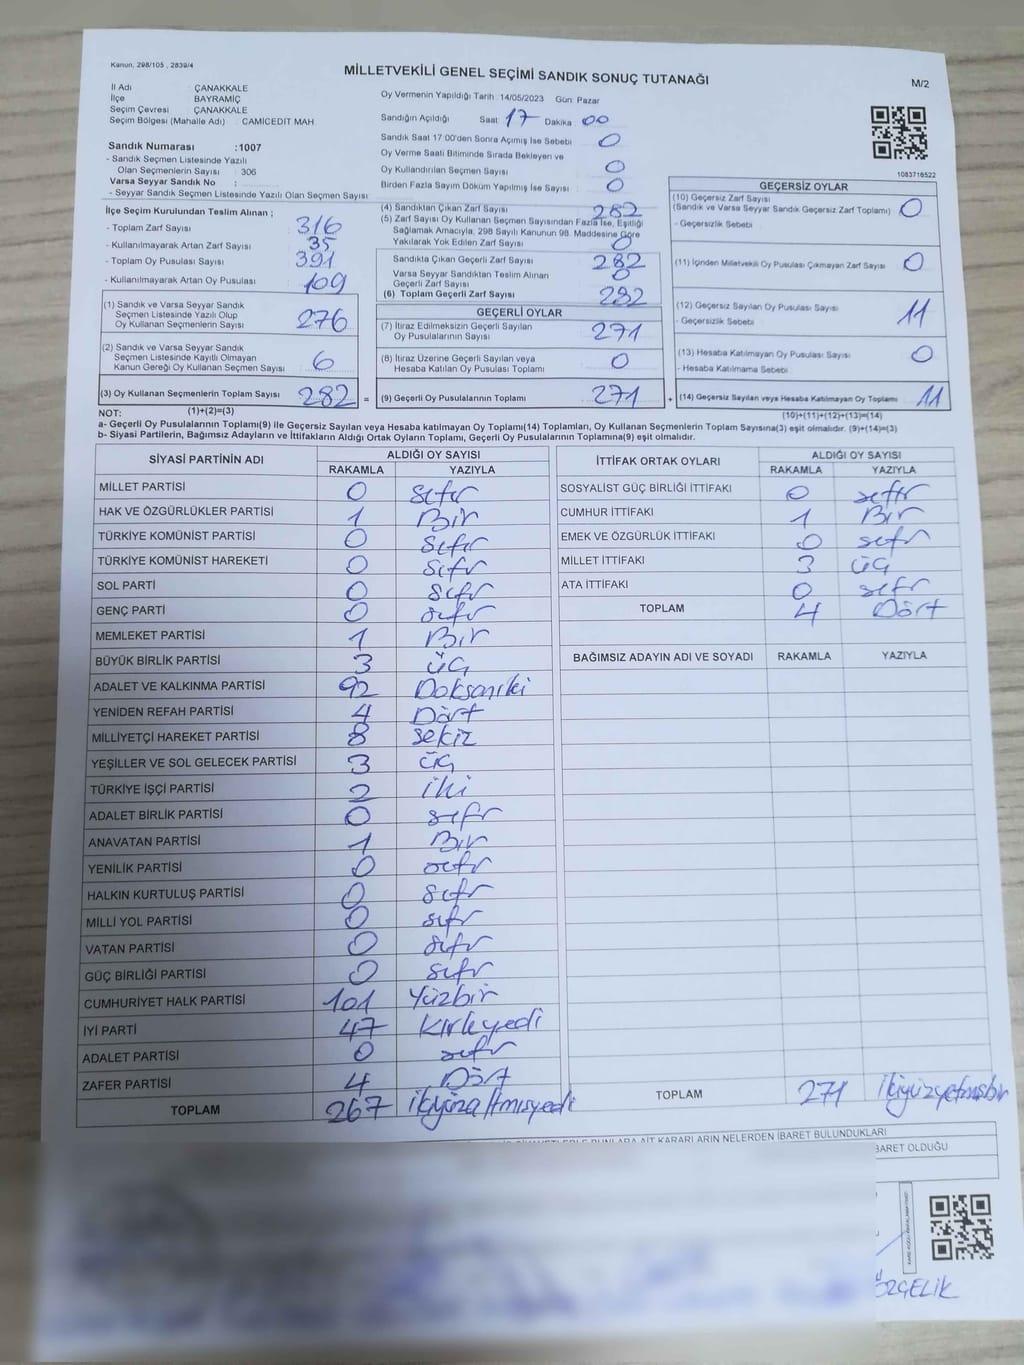 Kanun, 298/105 , 2839/4
MİLLETVEKİLİ GENEL SEÇİMİ SANDIK SONUÇ TUTANAĞI
M/2
İl Adı : ÇANAKKALE
İlçe : BAYRAMİÇ
Seçim Çevresi : ÇANAKKALE
Seçim Bölgesi (Mahalle Adı) : CAMİCEDİT MAH.
Oy Vermenin Yapıldığı Tarih : 14/05/2023 Gün: Pazar
Sandığın Açıldığı Saat : 17 Dakika : 00
Sandık Saat 17:00'den Sonra Açılmış İse Sebebi : 0
Oy Verme Saati Bitiminde Sırada Bekleyen ve
Oy Kullandırılan Seçmen Sayısı : 0
Birden Fazla Sayım Döküm Yapılmış İse Sayısı : 0
1083716522
Sandık Numarası :1007
- Sandık Seçmen Listesinde Yazılı
Olan Seçmenlerin Sayısı : 306
Varsa Seyyar Sandık No :
- Seyyar Sandık Seçmen Listesinde Yazılı Olan Seçmen Sayısı :
İlçe Seçim Kurulundan Teslim Alınan ;
- Toplam Zarf Sayısı : 316
- Kullanılmayarak Artan Zarf Sayısı : 35
- Toplam Oy Pusulası Sayısı : 391
- Kullanılmayarak Artan Oy Pusulası : 109
(1) Sandık ve Varsa Seyyar Sandık
Seçmen Listesinde Yazılı Olup
Oy Kullanan Seçmenlerin Sayısı : 276
(2) Sandık ve Varsa Seyyar Sandık
Seçmen Listesinde Kayıtlı Olmayan
Kanun Gereği Oy Kullanan Seçmen Sayısı : 6
(3) Oy Kullanan Seçmenlerin Toplam Sayısı : 282 =
(1)+(2)=(3)
(4) Sandıktan Çıkan Zarf Sayısı : 282
(5) Zarf Sayısı Oy Kullanan Seçmen Sayısından Fazla İse, Eşitliği
Sağlamak Amacıyla, 298 Sayılı Kanunun 98. Maddesine Göre
Yakılarak Yok Edilen Zarf Sayısı : 0
Sandıkta Çıkan Geçerli Zarf Sayısı : 282
Varsa Seyyar Sandıktan Teslim Alınan
Geçerli Zarf Sayısı : 0
(6) Toplam Geçerli Zarf Sayısı : 282
GEÇERLİ OYLAR
(7) İtiraz Edilmeksizin Geçerli Sayılan
Oy Pusulalarının Sayısı : 271
(8) İtiraz Üzerine Geçerli Sayılan veya
Hesaba Katılan Oy Pusulası Toplamı : 0
(9) Geçerli Oy Pusulalarının Toplamı : 271 +
GEÇERSİZ OYLAR
(10) Geçersiz Zarf Sayısı
(Sandık ve Varsa Seyyar Sandık Geçersiz Zarf Toplamı) : 0
- Geçersizlik Sebebi :
(11) İçinden Milletvekili Oy Pusulası Çıkmayan Zarf Sayısı : 0
(12) Geçersiz Sayılan Oy Pusulası Sayısı : 11
- Geçersizlik Sebebi :
(13) Hesaba Katılmayan Oy Pusulası Sayısı : 0
- Hesaba Katılmama Sebebi :
(14) Geçersiz Sayılan veya Hesaba Katılmayan Oy Toplamı : 11
(10)+(11)+(12)+(13)=(14)
NOT:
a- Geçerli Oy Pusulalarının Toplamı(9) ile Geçersiz Sayılan veya Hesaba katılmayan Oy Toplamı(14) Toplamları, Oy Kullanan Seçmenlerin Toplam Sayısına(3) eşit olmalıdır. (9)+(14)=(3)
b- Siyasi Partilerin, Bağımsız Adayların ve İttifakların Aldığı Ortak Oyların Toplamı, Geçerli Oy Pusulalarının Toplamına(9) eşit olmalıdır.
SİYASİ PARTİNİN ADI ALDIĞI OY SAYISI
RAKAMLA YAZIYLA
MİLLET PARTİSİ 0 sıfır
HAK VE ÖZGÜRLÜKLER PARTİSİ 1 Bir
TÜRKİYE KOMÜNİST PARTİSİ 0 sıfır
TÜRKİYE KOMÜNİST HAREKETİ 0 sıfır
SOL PARTİ 0 sıfır
GENÇ PARTİ 0 sıfır
MEMLEKET PARTİSİ 1 Bir
BÜYÜK BİRLİK PARTİSİ 3 üç
ADALET VE KALKINMA PARTİSİ 92 Doksaniki
YENİDEN REFAH PARTİSİ 4 Dört
MİLLİYETÇİ HAREKET PARTİSİ 8 sekiz
YEŞİLLER VE SOL GELECEK PARTİSİ 3 üç
TÜRKİYE İŞÇİ PARTİSİ 2 iki
ADALET BİRLİK PARTİSİ 0 sıfır
ANAVATAN PARTİSİ 1 Bir
YENİLİK PARTİSİ 0 sıfır
HALKIN KURTULUŞ PARTİSİ 0 sıfır
MİLLİ YOL PARTİSİ 0 sıfır
VATAN PARTİSİ 0 sıfır
GÜÇ BİRLİĞİ PARTİSİ 0 sıfır
CUMHURİYET HALK PARTİSİ 101 Yüzbir
İYİ PARTİ 47 Kırkyedi
ADALET PARTİSİ 0 sıfır
ZAFER PARTİSİ 4 Dört
TOPLAM 267 ikiyüzaltmışyedi
İTTİFAK ORTAK OYLARI ALDIĞI OY SAYISI
RAKAMLA YAZIYLA
SOSYALİST GÜÇ BİRLİĞİ İTTİFAKI 0 sıfır
CUMHUR İTTİFAKI 1 Bir
EMEK VE ÖZGÜRLÜK İTTİFAKI 0 sıfır
MİLLET İTTİFAKI 3 üç
ATA İTTİFAKI 0 sıfır
TOPLAM 4 Dört
BAĞIMSIZ ADAYIN ADI VE SOYADI RAKAMLA YAZIYLA
TOPLAM 271 ikiyüzyetmişbir
BUNLARA AİT KARARLARIN NELERDEN İBARET BULUNDUKLARI
BARET OLDUĞU
ÖZÇELİK